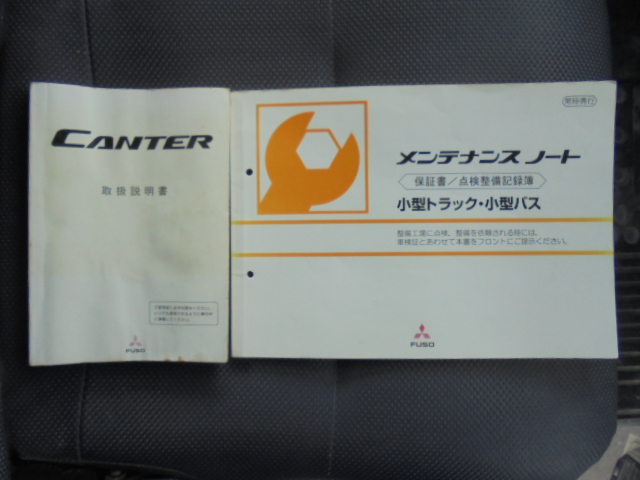 CANTER
取扱説明書
FUSO
常時携行
メンテナンス ノート
保証書/点検整備記録簿
小型トラック・小型バス
整備工場に点検、整備を依頼される時には、
車検証とあわせて本書をフロントにご提示ください。
FUSO